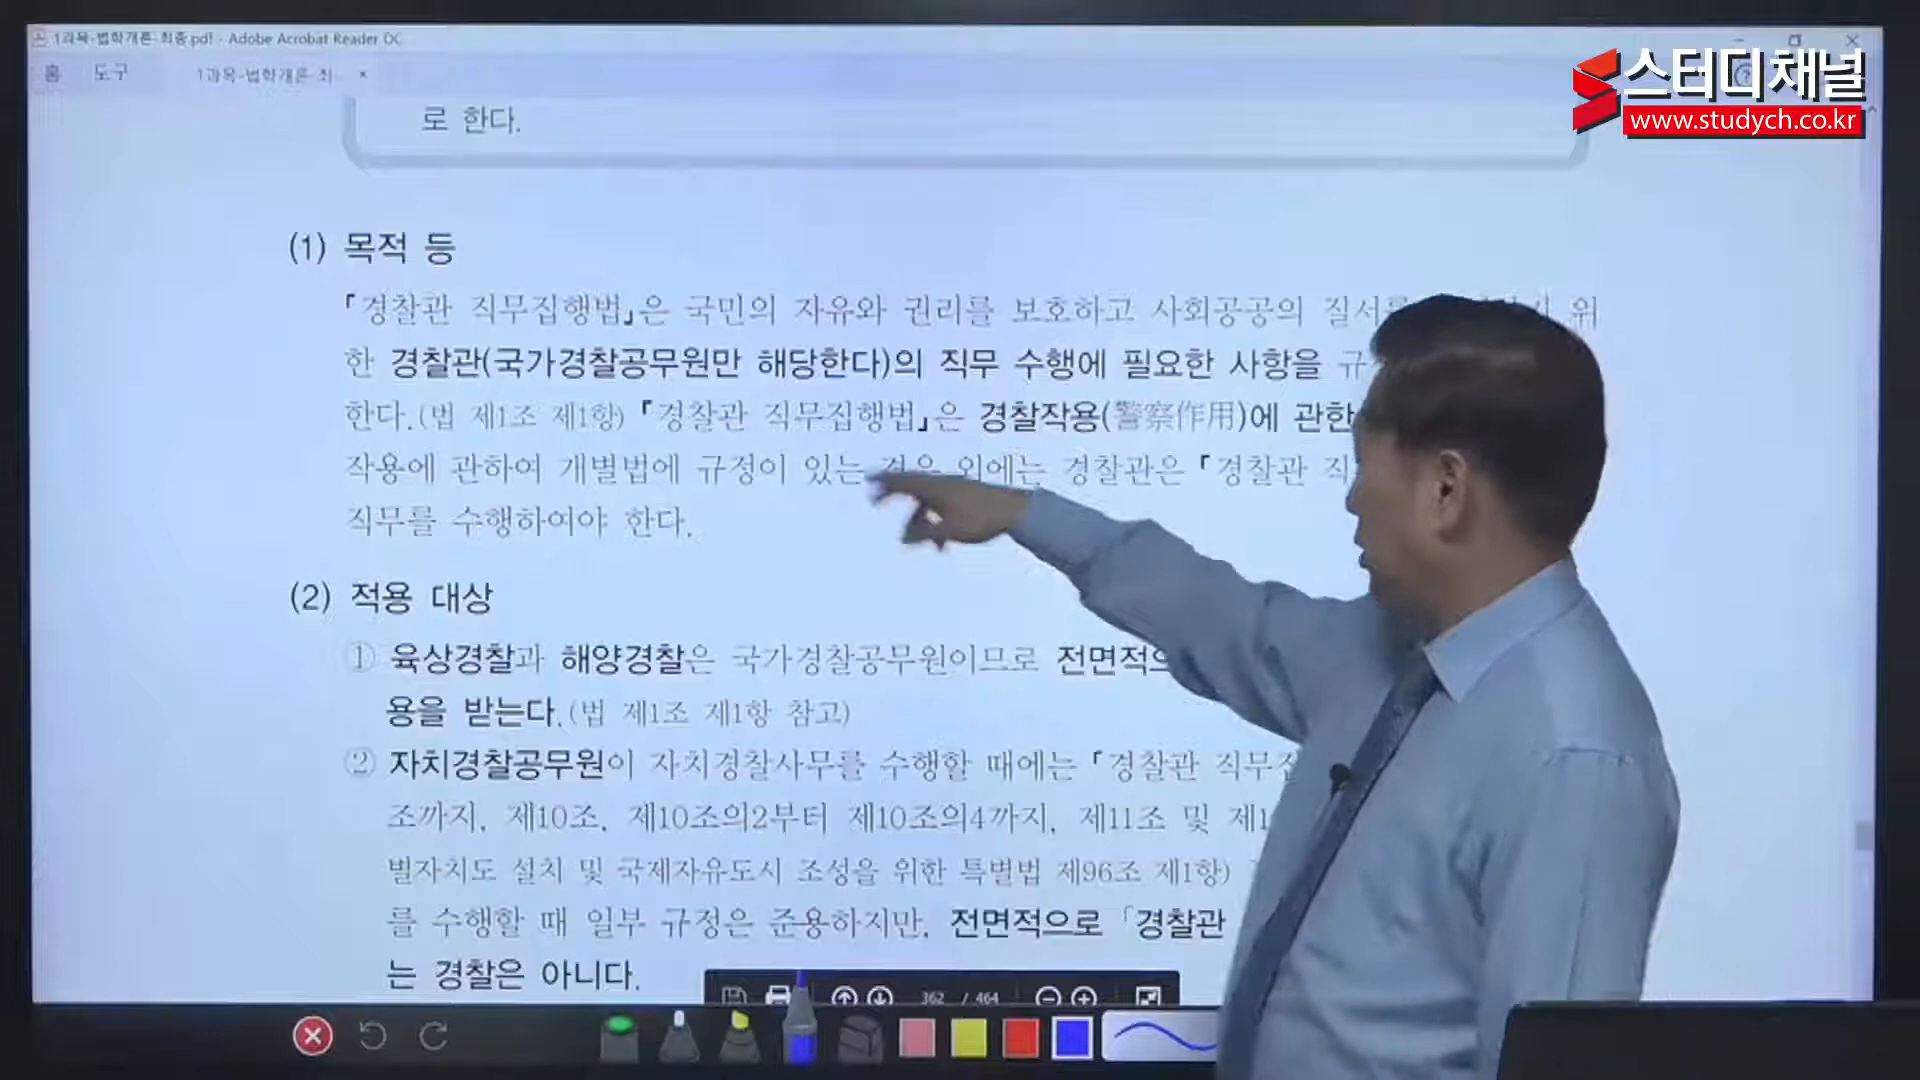 1과목-법학개론-최종.pdf - Adobe Acrobat Reader DC
홈 도구 1과목-법학개론-최... ×
스터디채널
www.studych.co.kr
로 한다.
(1) 목적 등
「경찰관 직무집행법」은 국민의 자유와 권리를 보호하고 사회공공의 질서를 위
한 경찰관(국가경찰공무원만 해당한다)의 직무 수행에 필요한 사항을
한다.(법 제1조 제1항) 「경찰관 직무집행법」은 경찰작용(警察作用)에 관한
작용에 관하여 개별법에 규정이 있는 경우 외에는 경찰관은 「경찰관
직무를 수행하여야 한다.
(2) 적용 대상
① 육상경찰과 해양경찰은 국가경찰공무원이므로 전면적으
용을 받는다.(법 제1조 제1항 참고)
② 자치경찰공무원이 자치경찰사무를 수행할 때에는 「경찰관
조까지, 제10조, 제10조의2부터 제10조의4까지, 제11조 및
별자치도 설치 및 국제자유도시 조성을 위한 특별법 제96조 제1항)
를 수행할 때 일부 규정은 준용하지만, 전면적으로 「경찰관
는 경찰은 아니다.
362 / 464